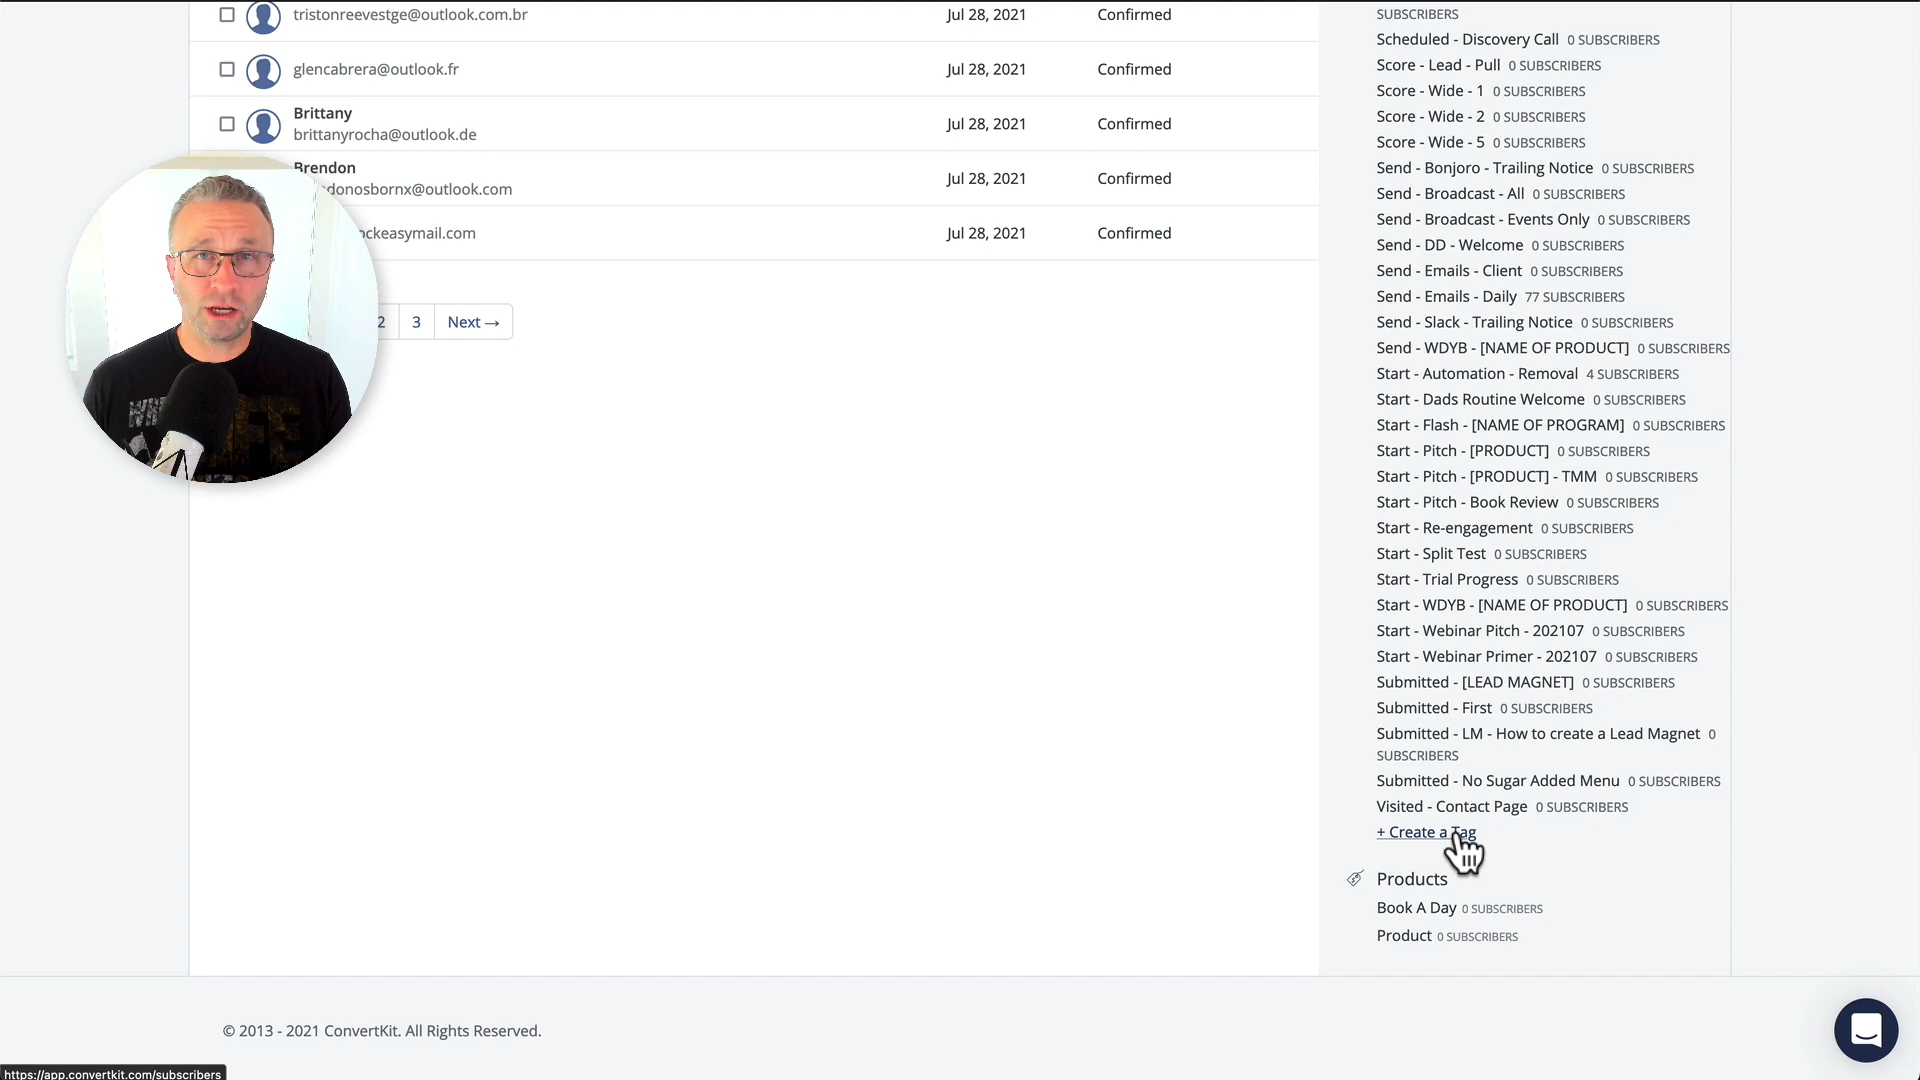 tristonreevestge@outlook.com.br Jul 28, 2021 Confirmed
glencabrera@outlook.fr Jul 28, 2021 Confirmed
Brittany
brittanyrocha@outlook.de Jul 28, 2021 Confirmed
Brendon
donosbornx@outlook.com Jul 28, 2021 Confirmed
ckeasymail.com Jul 28, 2021 Confirmed
2 3 Next →
SUBSCRIBERS
Scheduled - Discovery Call 0 SUBSCRIBERS
Score - Lead - Pull 0 SUBSCRIBERS
Score - Wide - 1 0 SUBSCRIBERS
Score - Wide - 2 0 SUBSCRIBERS
Score - Wide - 5 0 SUBSCRIBERS
Send - Bonjoro - Trailing Notice 0 SUBSCRIBERS
Send - Broadcast - All 0 SUBSCRIBERS
Send - Broadcast - Events Only 0 SUBSCRIBERS
Send - DD - Welcome 0 SUBSCRIBERS
Send - Emails - Client 0 SUBSCRIBERS
Send - Emails - Daily 77 SUBSCRIBERS
Send - Slack - Trailing Notice 0 SUBSCRIBERS
Send - WDYB - [NAME OF PRODUCT] 0 SUBSCRIBERS
Start - Automation - Removal 4 SUBSCRIBERS
Start - Dads Routine Welcome 0 SUBSCRIBERS
Start - Flash - [NAME OF PROGRAM] 0 SUBSCRIBERS
Start - Pitch - [PRODUCT] 0 SUBSCRIBERS
Start - Pitch - [PRODUCT] - TMM 0 SUBSCRIBERS
Start - Pitch - Book Review 0 SUBSCRIBERS
Start - Re-engagement 0 SUBSCRIBERS
Start - Split Test 0 SUBSCRIBERS
Start - Trial Progress 0 SUBSCRIBERS
Start - WDYB - [NAME OF PRODUCT] 0 SUBSCRIBERS
Start - Webinar Pitch - 202107 0 SUBSCRIBERS
Start - Webinar Primer - 202107 0 SUBSCRIBERS
Submitted - [LEAD MAGNET] 0 SUBSCRIBERS
Submitted - First 0 SUBSCRIBERS
Submitted - LM - How to create a Lead Magnet 0
SUBSCRIBERS
Submitted - No Sugar Added Menu 0 SUBSCRIBERS
Visited - Contact Page 0 SUBSCRIBERS
+ Create a Tag
Products
Book A Day 0 SUBSCRIBERS
Product 0 SUBSCRIBERS
© 2013 - 2021 ConvertKit. All Rights Reserved.
https://app.convertkit.com/subscribers